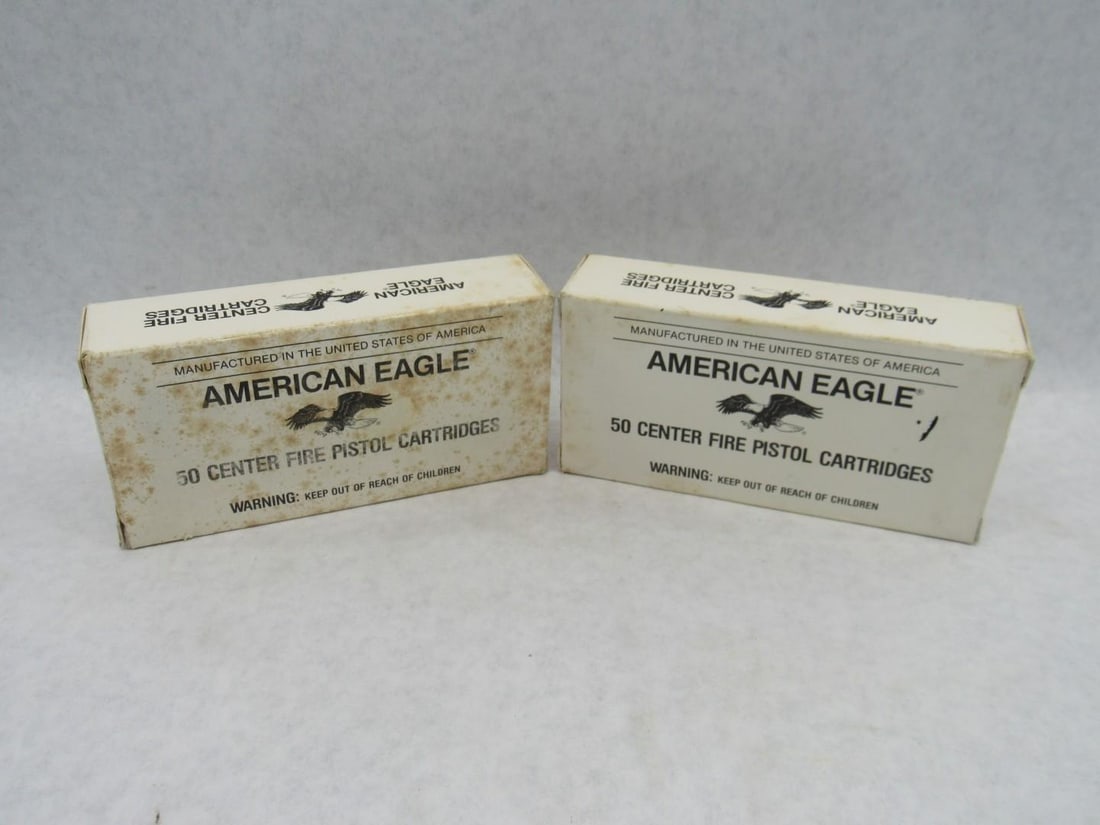 CENTER FIRE
CARTRIDGES
AMERICAN
EAGLE®
MANUFACTURED IN THE UNITED STATES OF AMERICA
AMERICAN EAGLE®
50 CENTER FIRE PISTOL CARTRIDGES
WARNING: KEEP OUT OF REACH OF CHILDREN
CENTER FIRE
CARTRIDGES
AMERICAN
EAGLE®
MANUFACTURED IN THE UNITED STATES OF AMERICA
AMERICAN EAGLE®
50 CENTER FIRE PISTOL CARTRIDGES
WARNING: KEEP OUT OF REACH OF CHILDREN